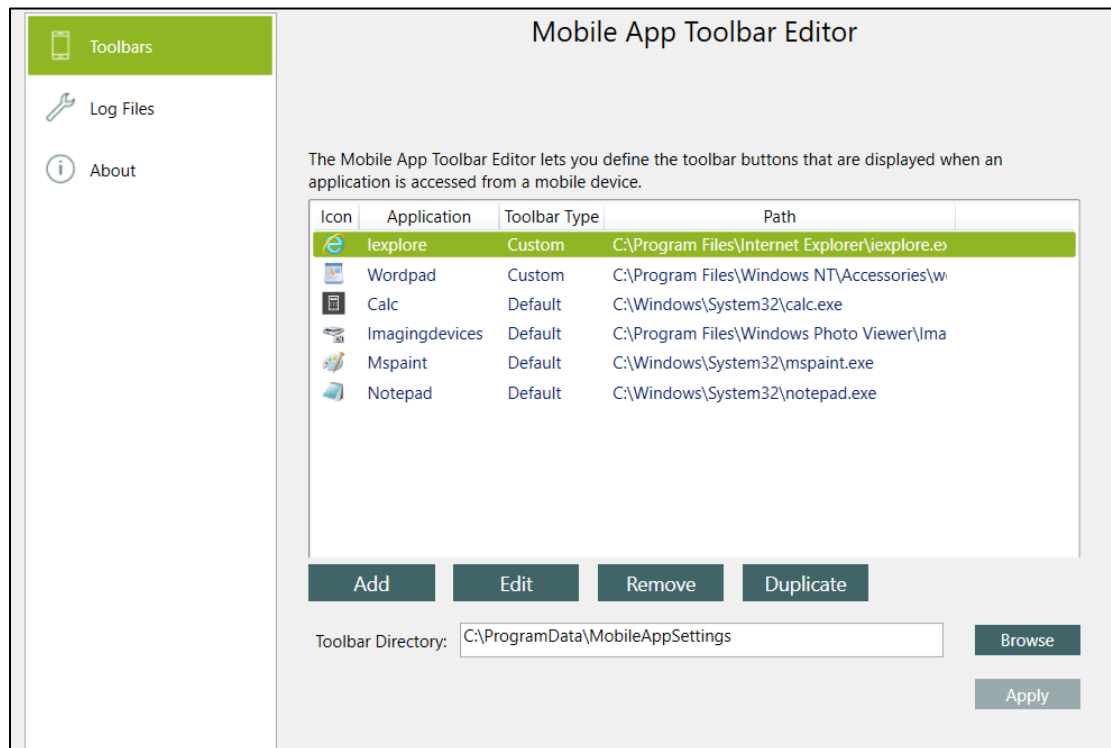 Mobile App Toolbar Editor
Toolbars
Log Files
About
The Mobile App Toolbar Editor lets you define the toolbar buttons that are displayed when an
application is accessed from a mobile device.
Icon Application Toolbar Type Path
Iexplore Custom C:\Program Files\Internet Explorer\iexplore.ex
Wordpad Custom C:\Program Files\Windows NT\Accessories\w
Calc Default C:\Windows\System32\calc.exe
Imagingdevices Default C:\Program Files\Windows Photo Viewer\Ima
Mspaint Default C:\Windows\System32\mspaint.exe
Notepad Default C:\Windows\System32\notepad.exe
Add Edit Remove Duplicate
Toolbar Directory: C:\ProgramData\MobileAppSettings Browse
Apply